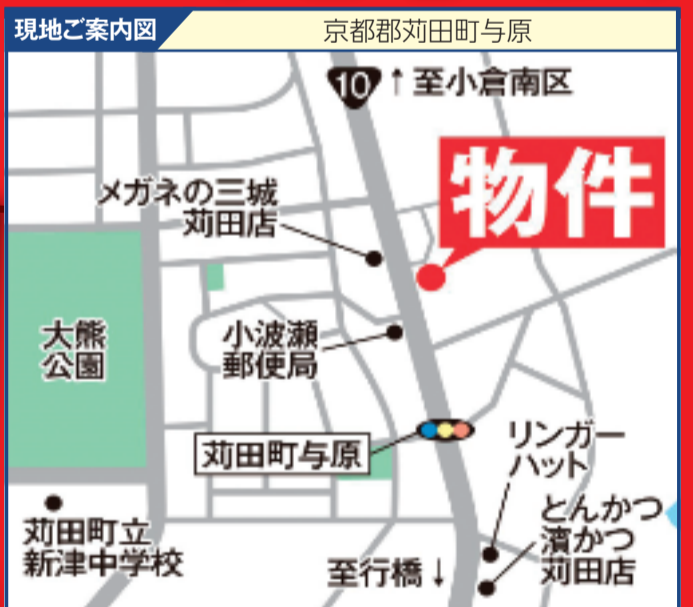 現地ご案内図
京都郡苅田町与原
10
↑至小倉南区
物件
メガネの三城
苅田店
大熊
公園
小波瀬
郵便局
苅田町与原
リンガー
ハット
苅田町立
新津中学校
とんかつ
濵かつ
苅田店
至行橋↓